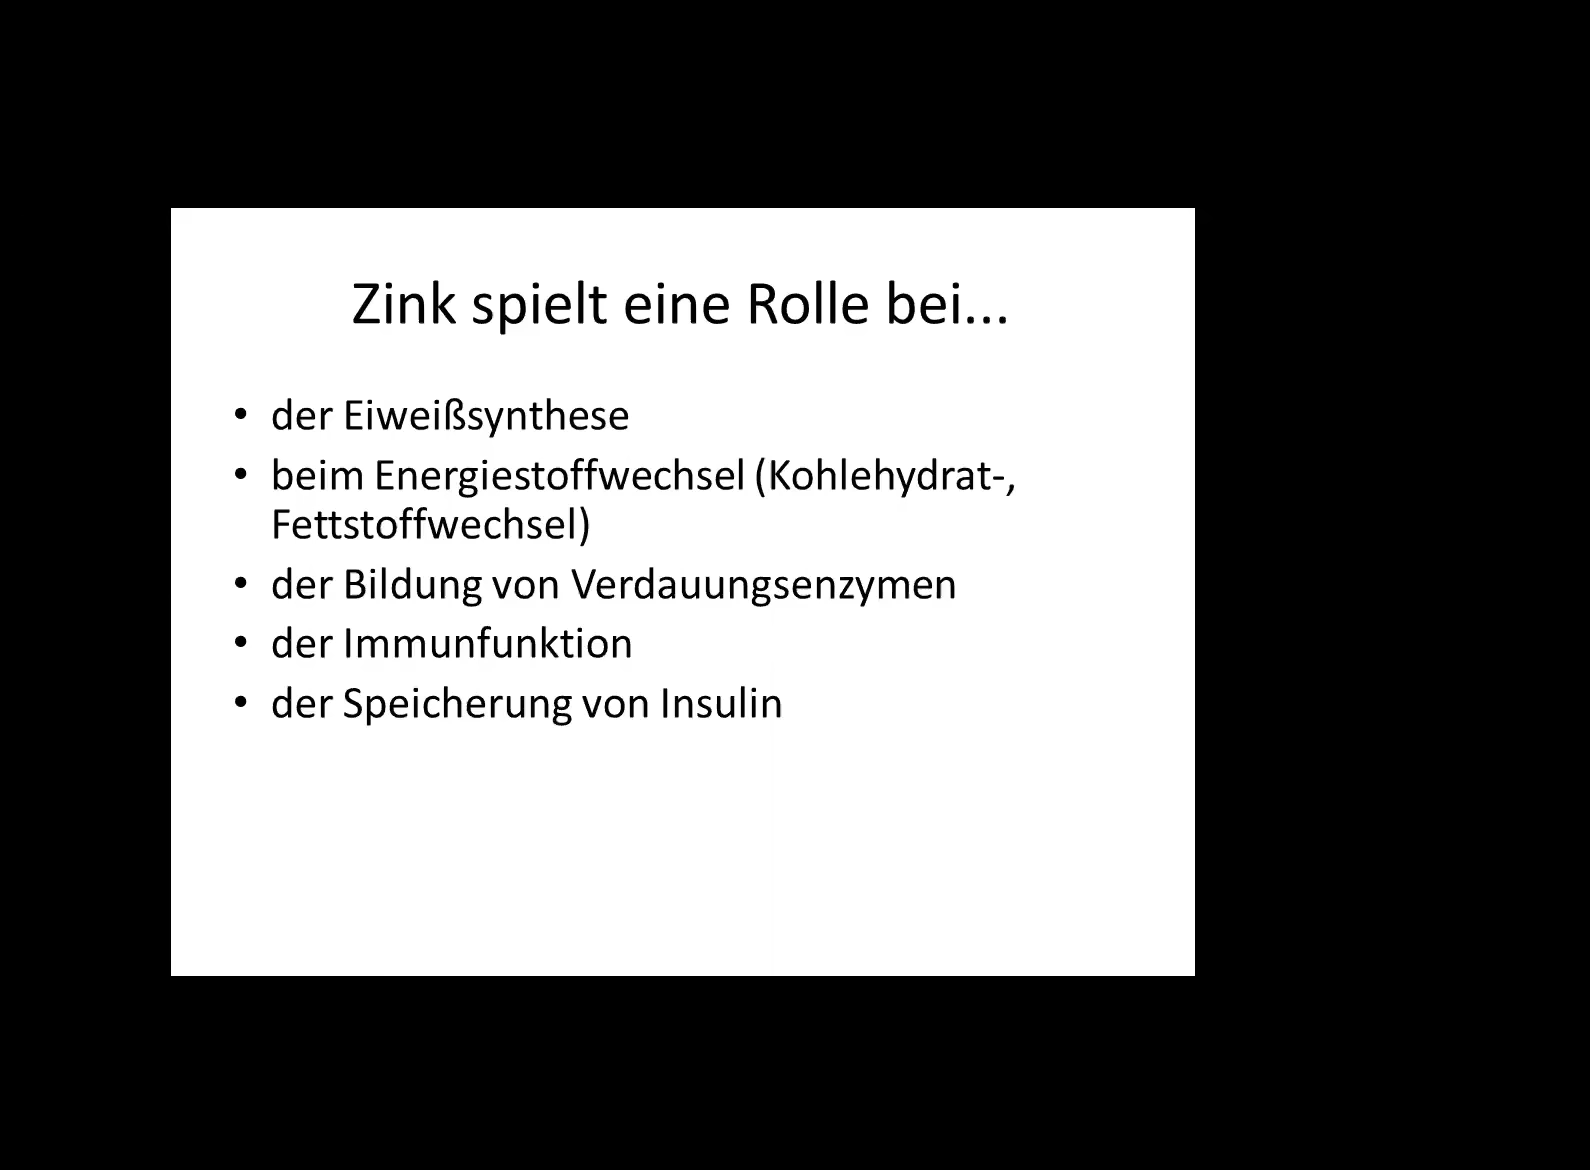 Zink spielt eine Rolle bei...
• der Eiweißsynthese
• beim Energiestoffwechsel (Kohlehydrat-,
Fettstoffwechsel)
• der Bildung von Verdauungsenzymen
• der Immunfunktion
• der Speicherung von Insulin